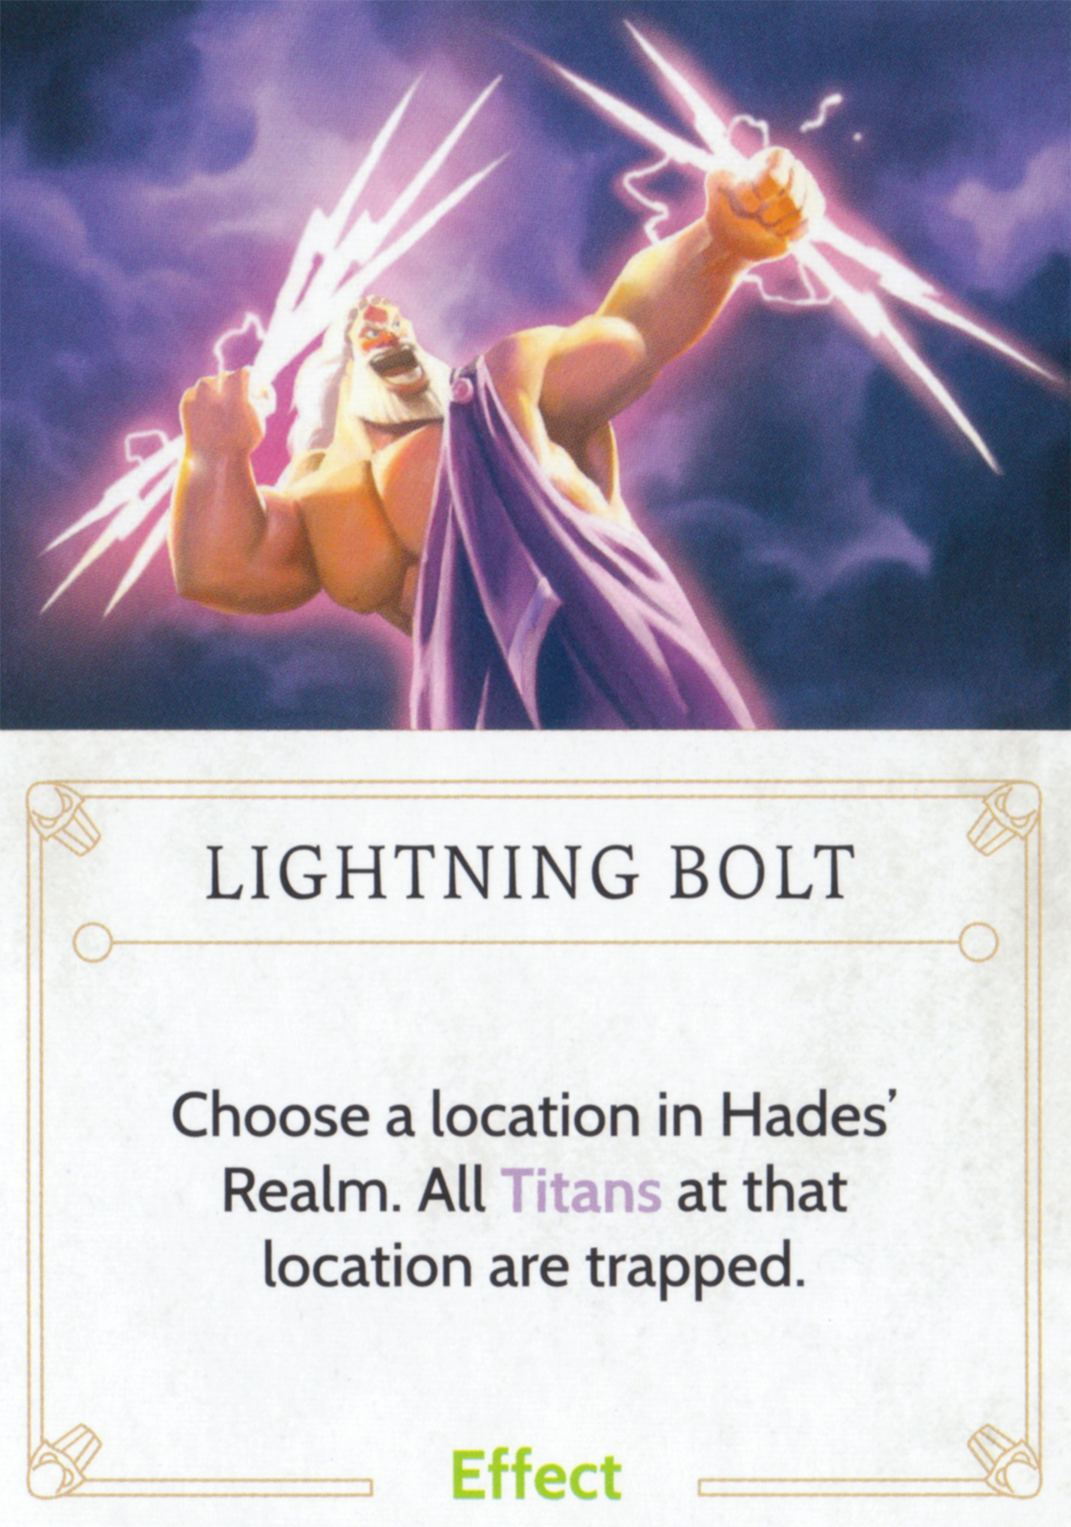 LIGHTNING BOLT
Choose a location in Hades’
Realm. All Titans at that
location are trapped.
Effect